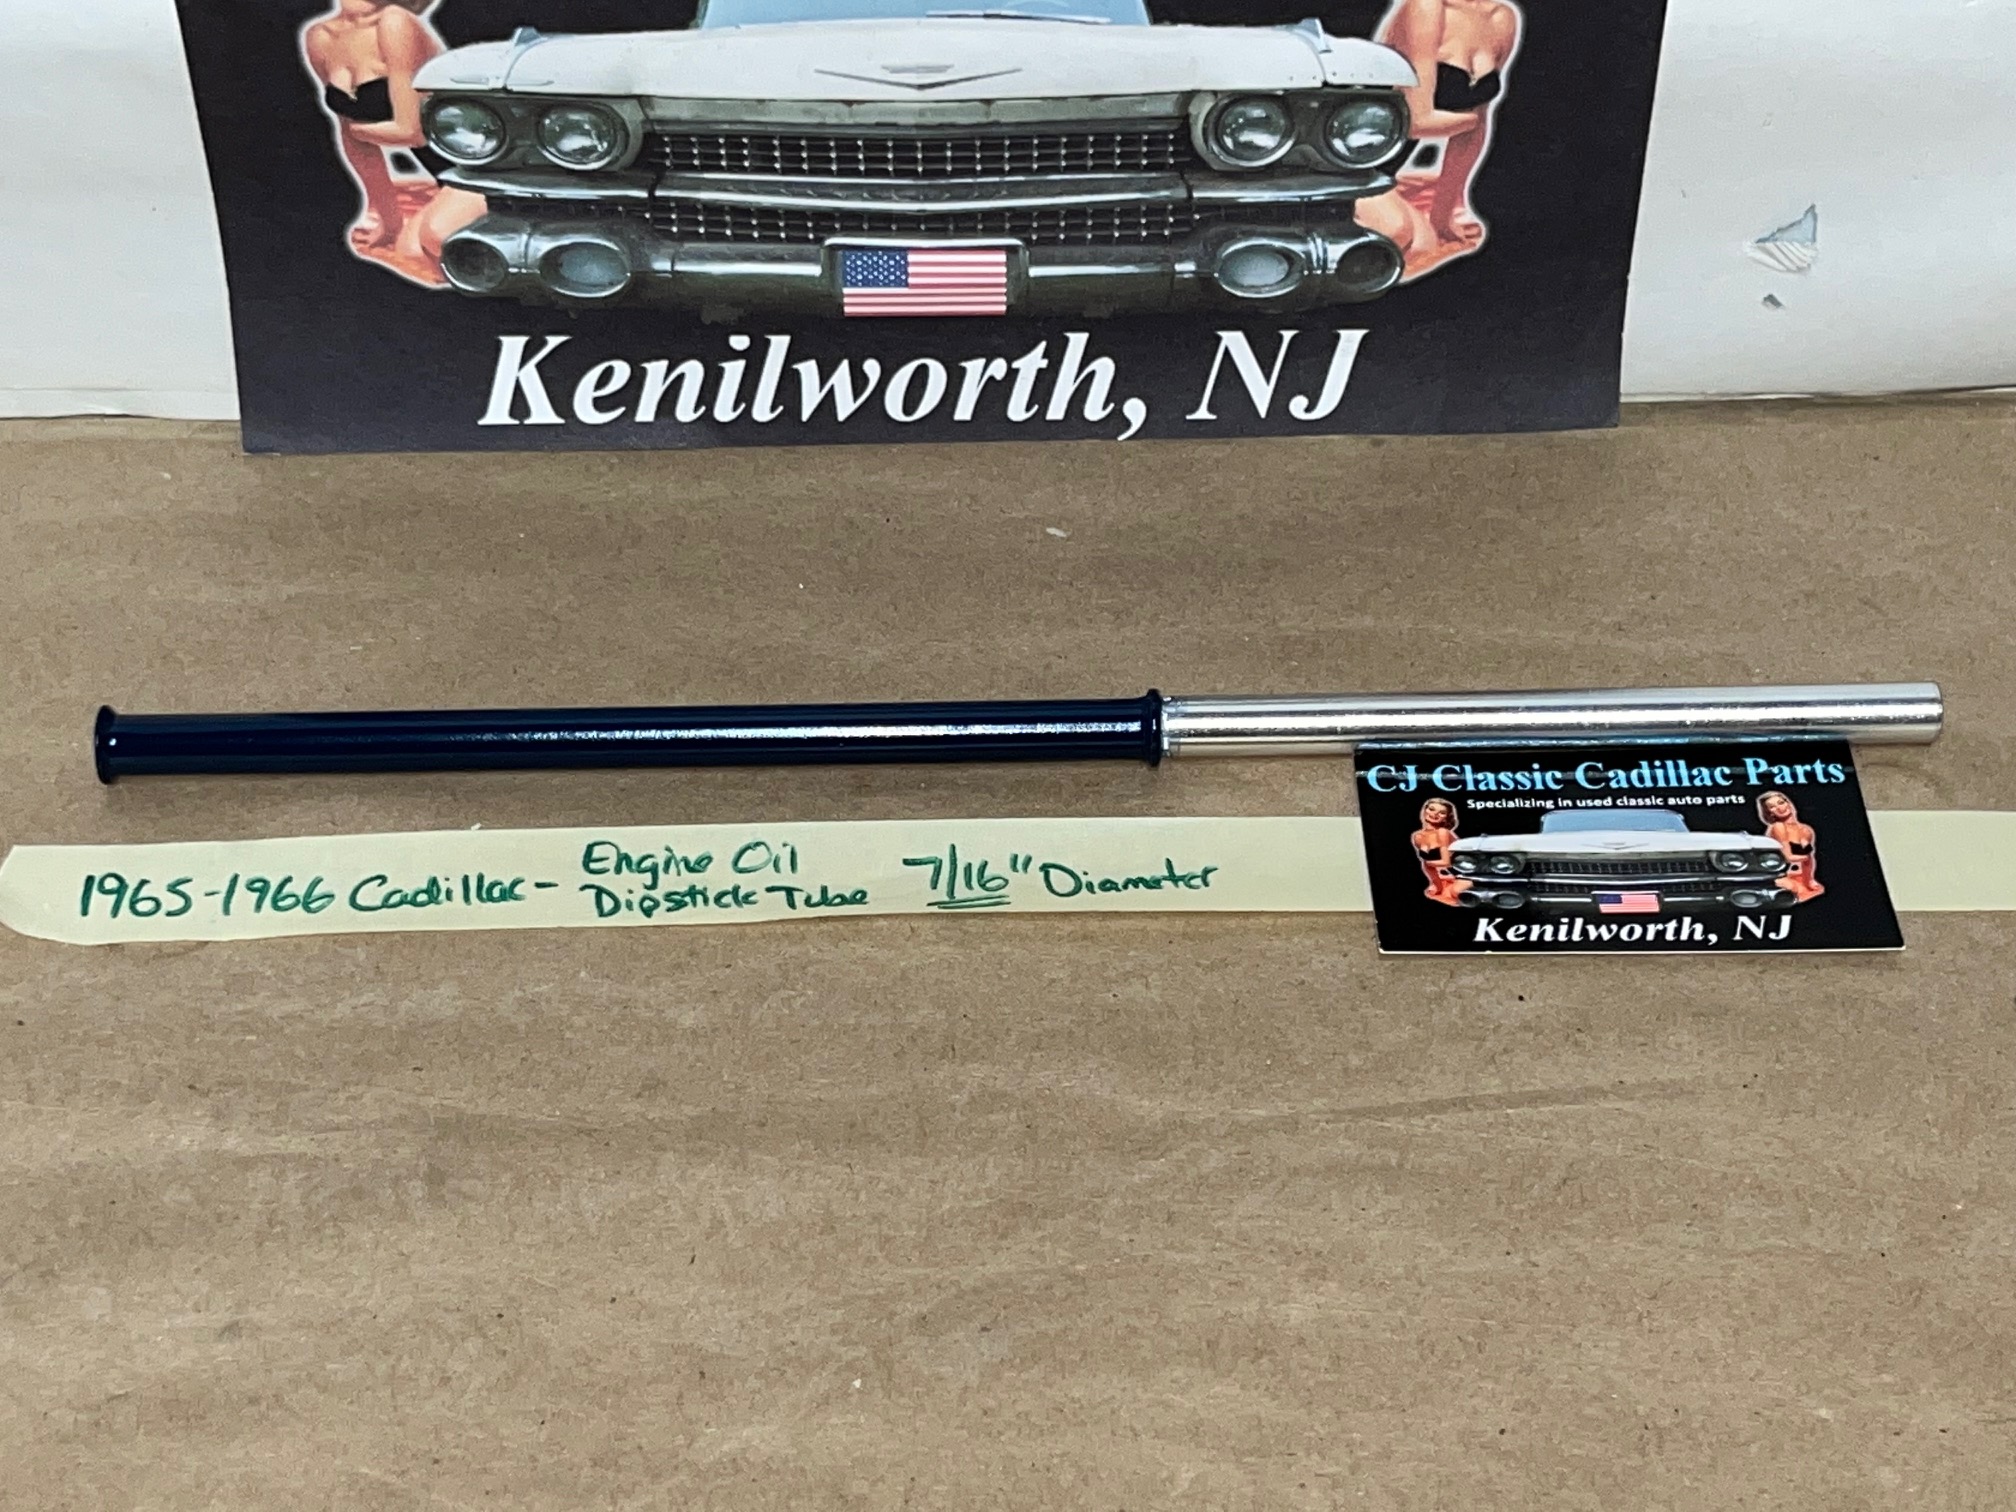 Kenilworth, NJ
1965-1966 Cadillac - Engine Oil Dipstick Tube 7/16" Diameter
CJ Classic Cadillac Parts
Specializing in used classic auto parts
Kenilworth, NJ